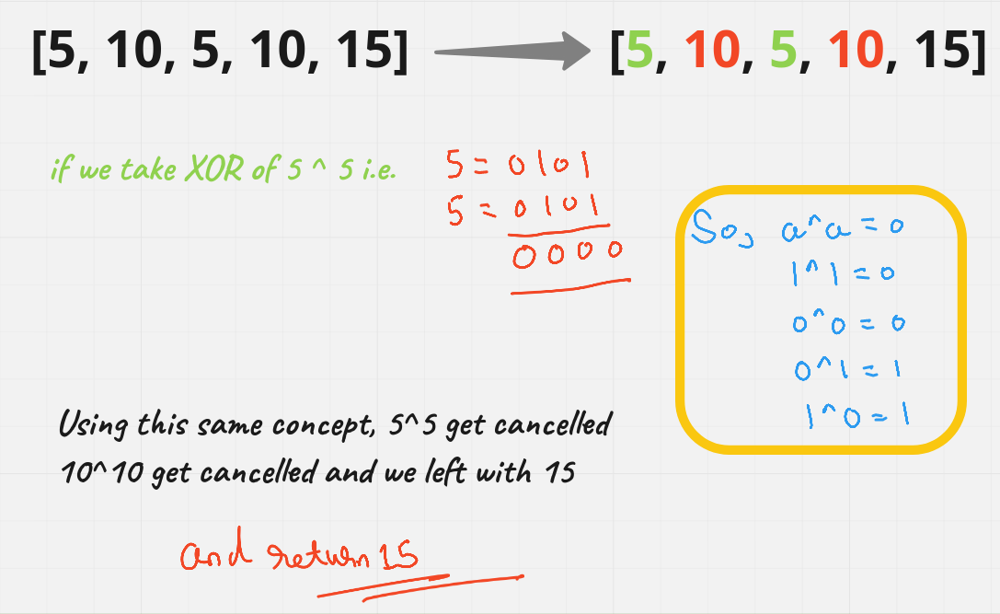 [5, 10, 5, 10, 15] [5, 10, 5, 10, 15]
if we take XOR of 5 ^ 5 i.e.
5 = 0101
5 = 0101
0000
So, a^a = 0
1^1 = 0
0^0 = 0
0^1 = 1
1^0 = 1
Using this same concept, 5^5 get cancelled
10^10 get cancelled and we left with 15
and return 15